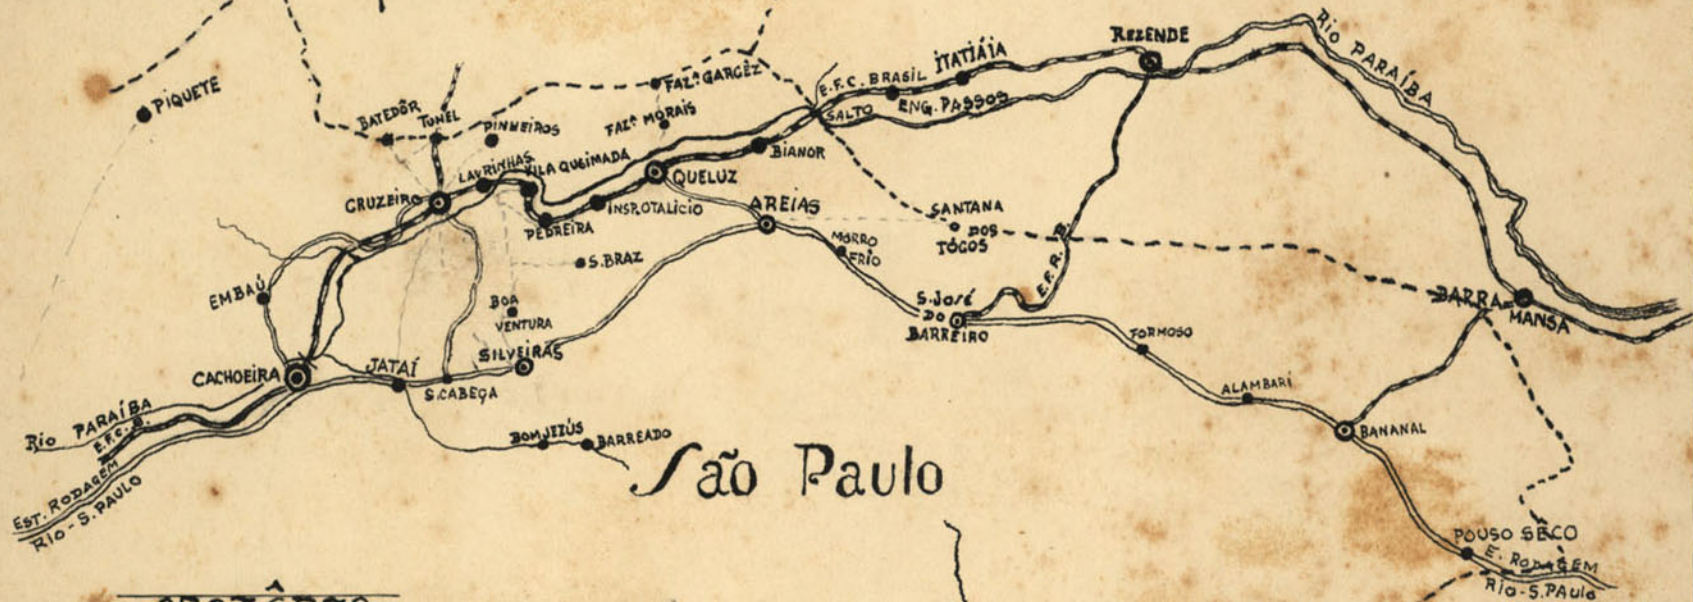 Rio PARAÍBA
REZENDE
ITATIÁIA
E.F.C. BRASIL
ENG. PASSOS
SALTO
FAZª GARCÊZ
FAZª MORAIS
PIQUETE
BATEDÔR
TUNEL
PINHEIROS
LAVRINHAS
VILA QUEIMADA
BIANOR
QUELUZ
CRUZEIRO
INSP. OTALICIO
AREIAS
PEDREIRA
SANTANA
DOS
TÓCOS
MORRO
FRIO
E.F.R.B.
S. BRAZ
EMBAÚ
BOA
VENTURA
S. José
DO
BARREIRO
BARRA
MANSA
FORMOSO
SILVEIRAS
CACHOEIRA
JATAÍ
S. CABEÇA
ALAMBARÍ
Rio PARAÍBA
E.F.C.B.
BOM JEZÚS
BARREADO
BANANAL
São Paulo
EST. RODAGEM
RIO - S. PAULO
POUSO SÊCO
E. RODAGEM
Rio - S. PAUlo